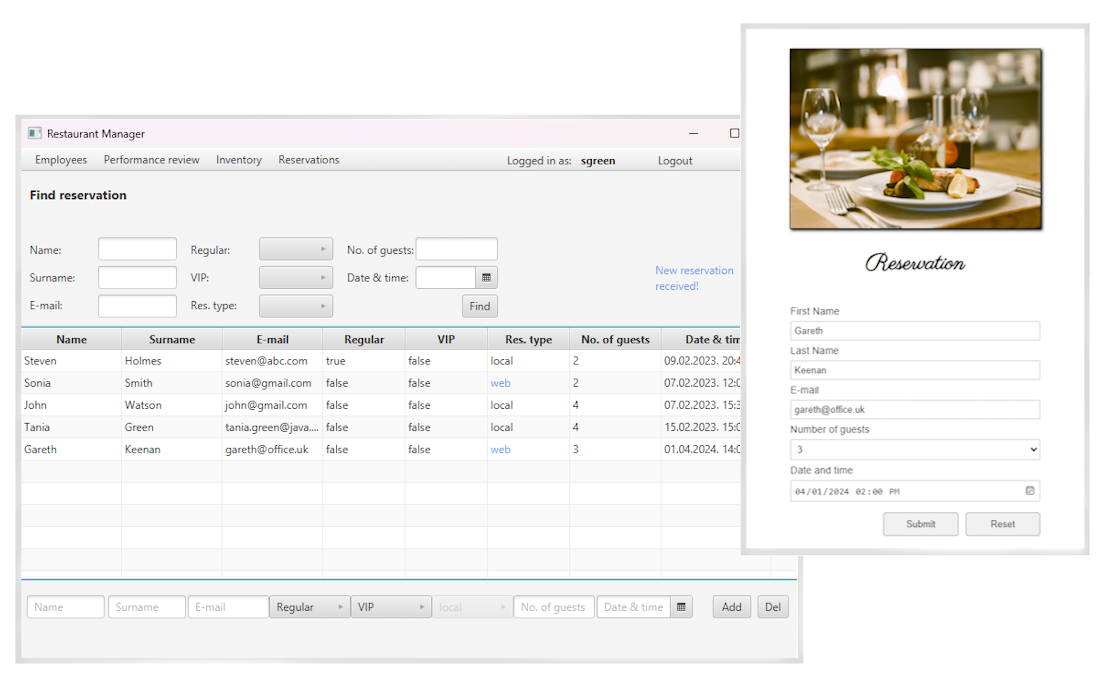 Restaurant Manager
Employees Performance review Inventory Reservations Logged in as: sgreen Logout
Find reservation
Name: Regular: No. of guests:
Surname: VIP: Date & time:
E-mail: Res. type: Find
New reservation
received!
Name Surname E-mail Regular VIP Res. type No. of guests Date & tim
Steven Holmes steven@abc.com true false local 2 09.02.2023. 20:4
Sonia Smith sonia@gmail.com false false web 2 07.02.2023. 12:0
John Watson john@gmail.com false false local 4 07.02.2023. 15:3
Tania Green tania.green@java.... false false local 4 15.02.2023. 15:0
Gareth Keenan gareth@office.uk false false web 3 01.04.2024. 14:0
Name Surname E-mail Regular VIP local No. of guests Date & time Add Del
Reservation
First Name
Gareth
Last Name
Keenan
E-mail
gareth@office.uk
Number of guests
3
Date and time
04/01/2024 02:00 PM
Submit Reset